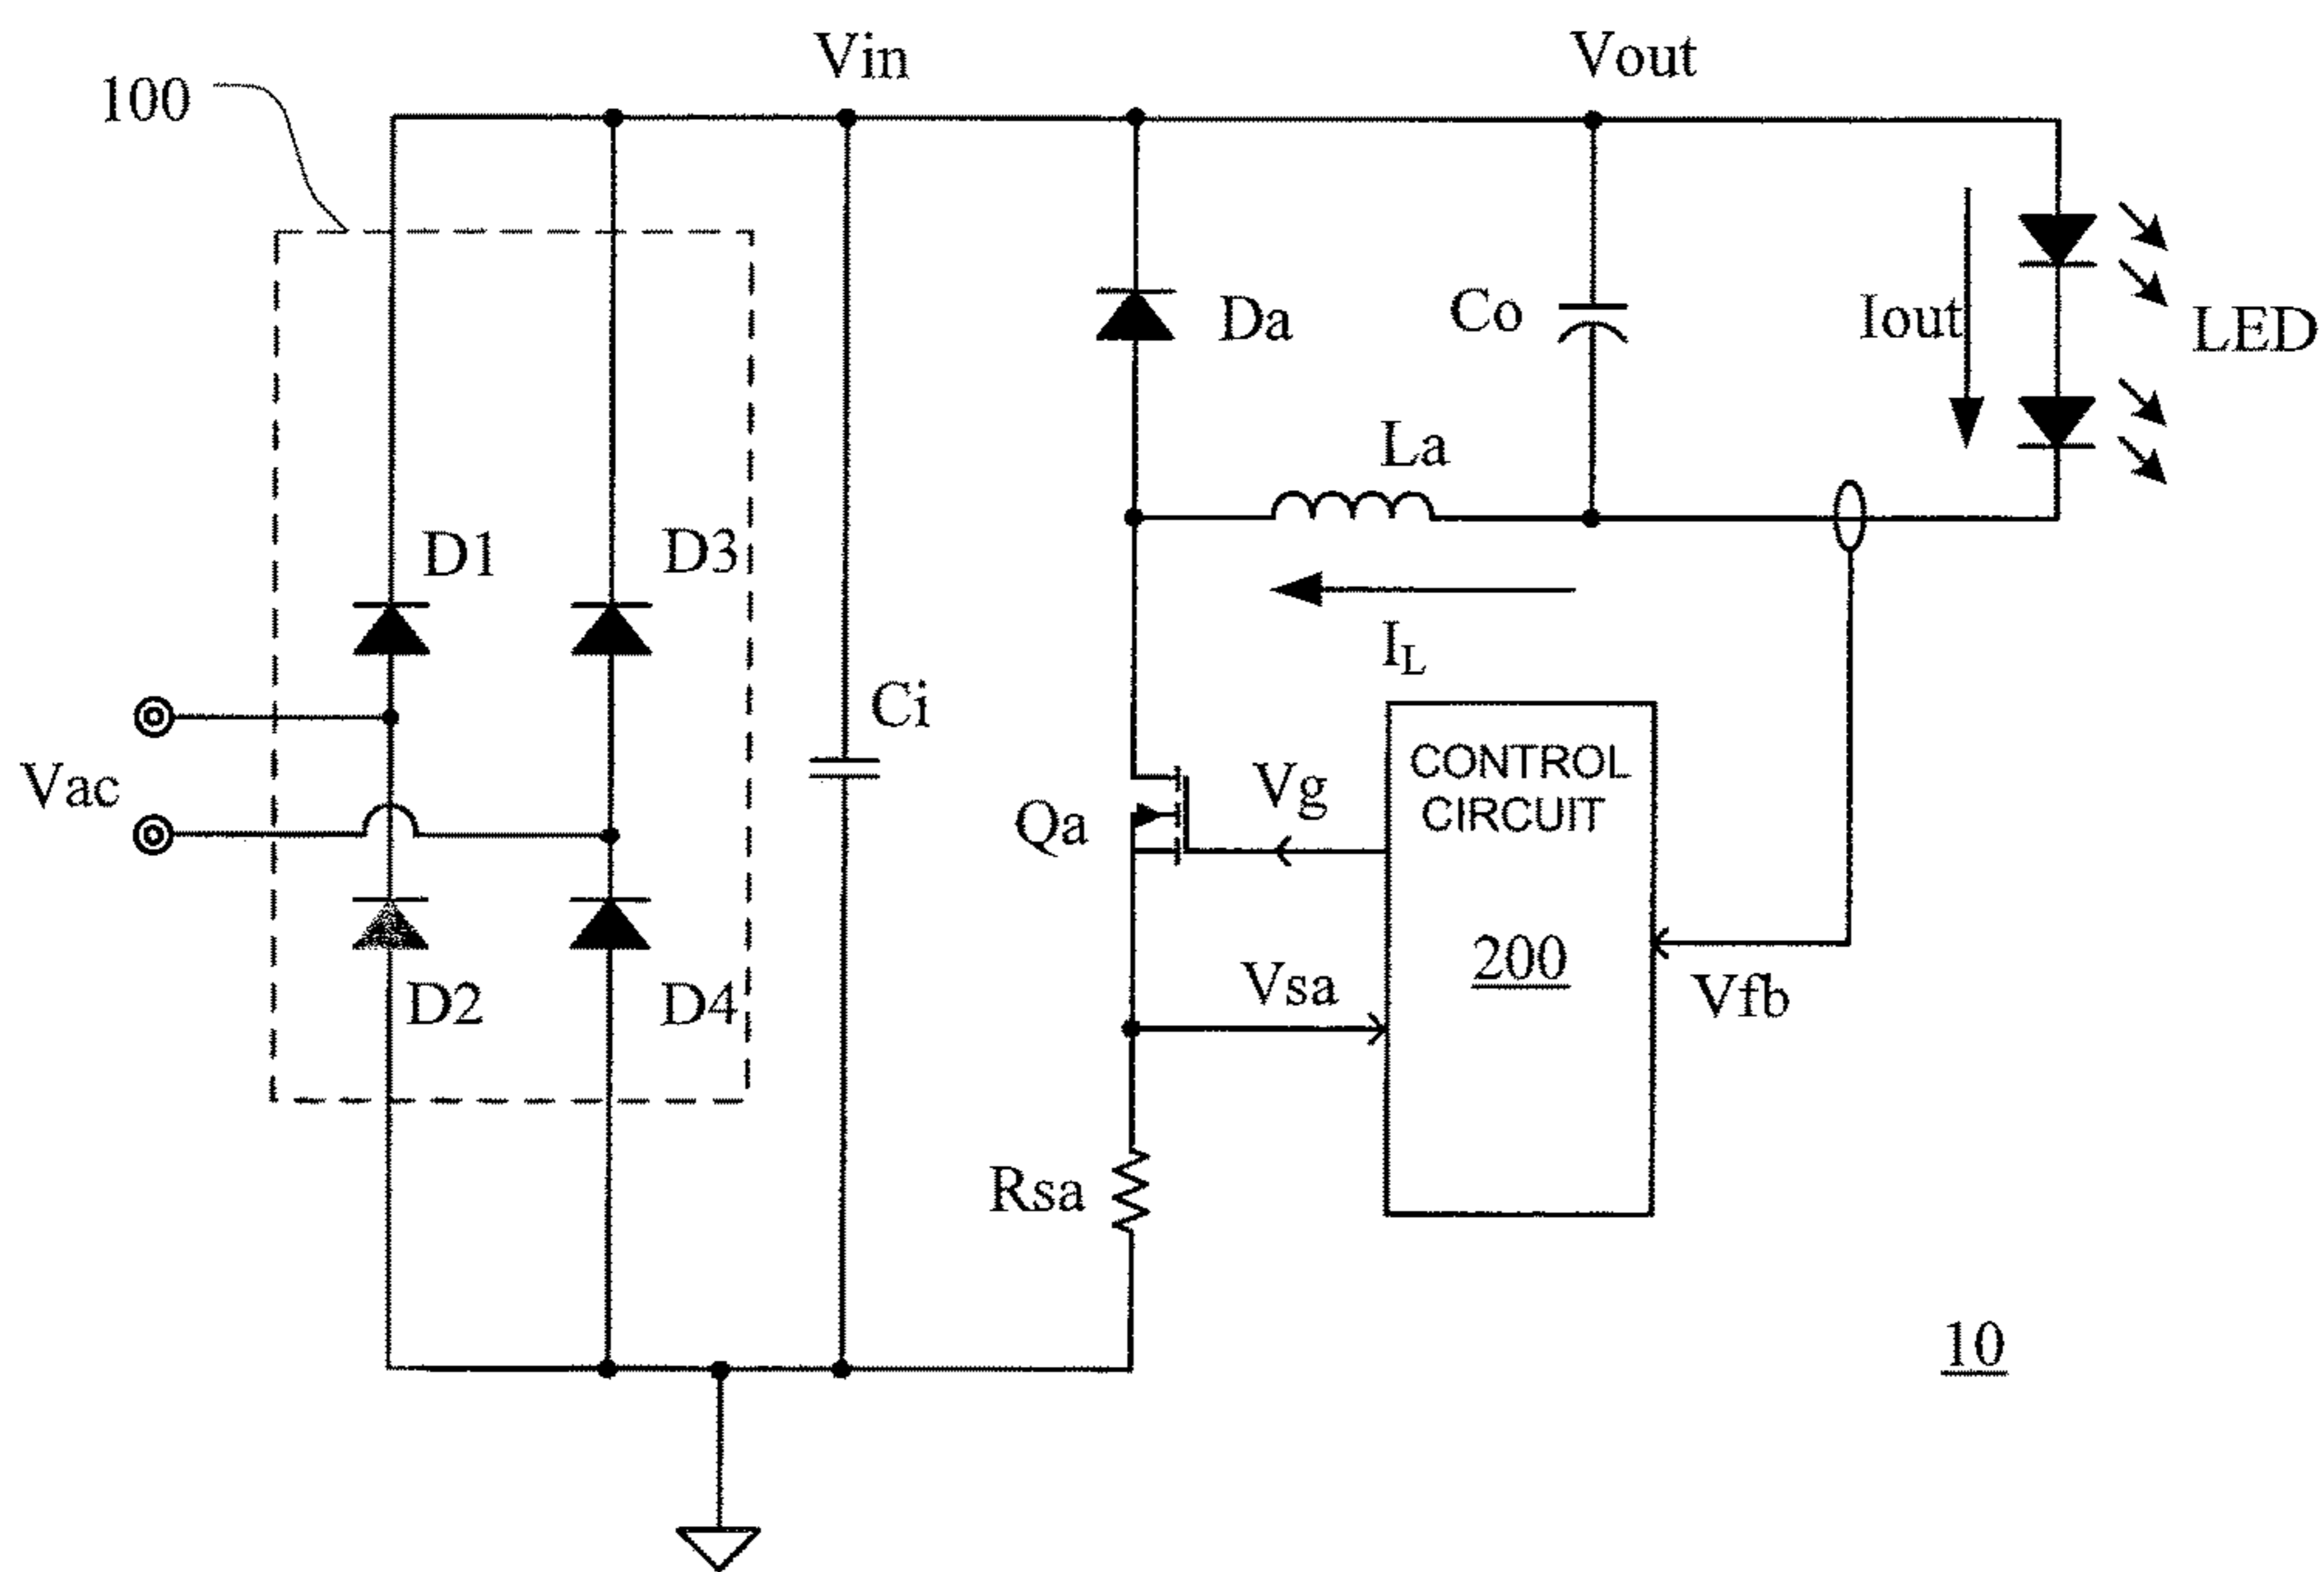 Vin
Vout
100
Da
Co
Iout
LED
La
D1
D3
I_L
Ci
Vac
Qa
Vg
CONTROL
CIRCUIT
200
Vsa
Vfb
D2
D4
Rsa
10